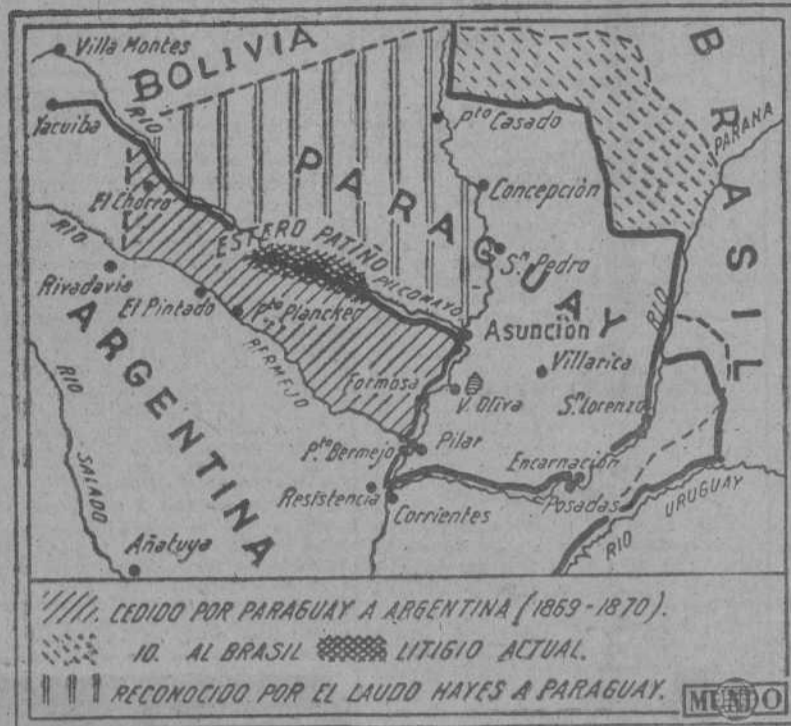 Villa Montes
BOLIVIA
BRASIL
RIO
Yacuiba
Pto Casado
PARANA
PARAGUAY
El Chorro
Concepción
ESTERO PATIÑO
RIO
Rivadavia
El Pintado
Pto Plancker
PILCOMAYO
Sn Pedro
RIO
ARGENTINA
BERMEJO
Asunción
Villarica
Formosa
V. Oliva
Sn Lorenzo
RIO
SALADO
Pto Bermejo
Pilar
Encarnación
Resistencia
Corrientes
Posadas
RIO
URUGUAY
Añatuya
CEDIDO POR PARAGUAY A ARGENTINA (1869-1870).
ID. AL BRASIL LITIGIO ACTUAL.
RECONOCIDO POR EL LAUDO HAYES A PARAGUAY.
MUNDO